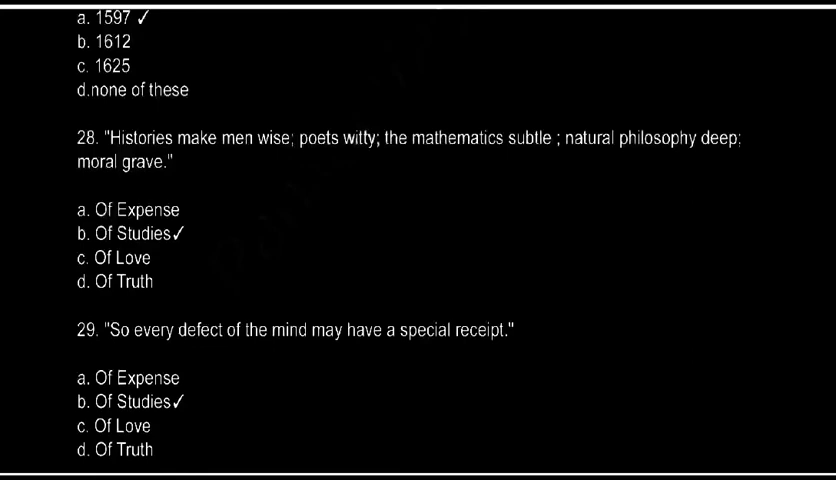 a. 1597 ✓
b. 1612
c. 1625
d.none of these
28. "Histories make men wise; poets witty; the mathematics subtle ; natural philosophy deep;
moral grave."
a. Of Expense
b. Of Studies✓
c. Of Love
d. Of Truth
29. "So every defect of the mind may have a special receipt."
a. Of Expense
b. Of Studies✓
c. Of Love
d. Of Truth